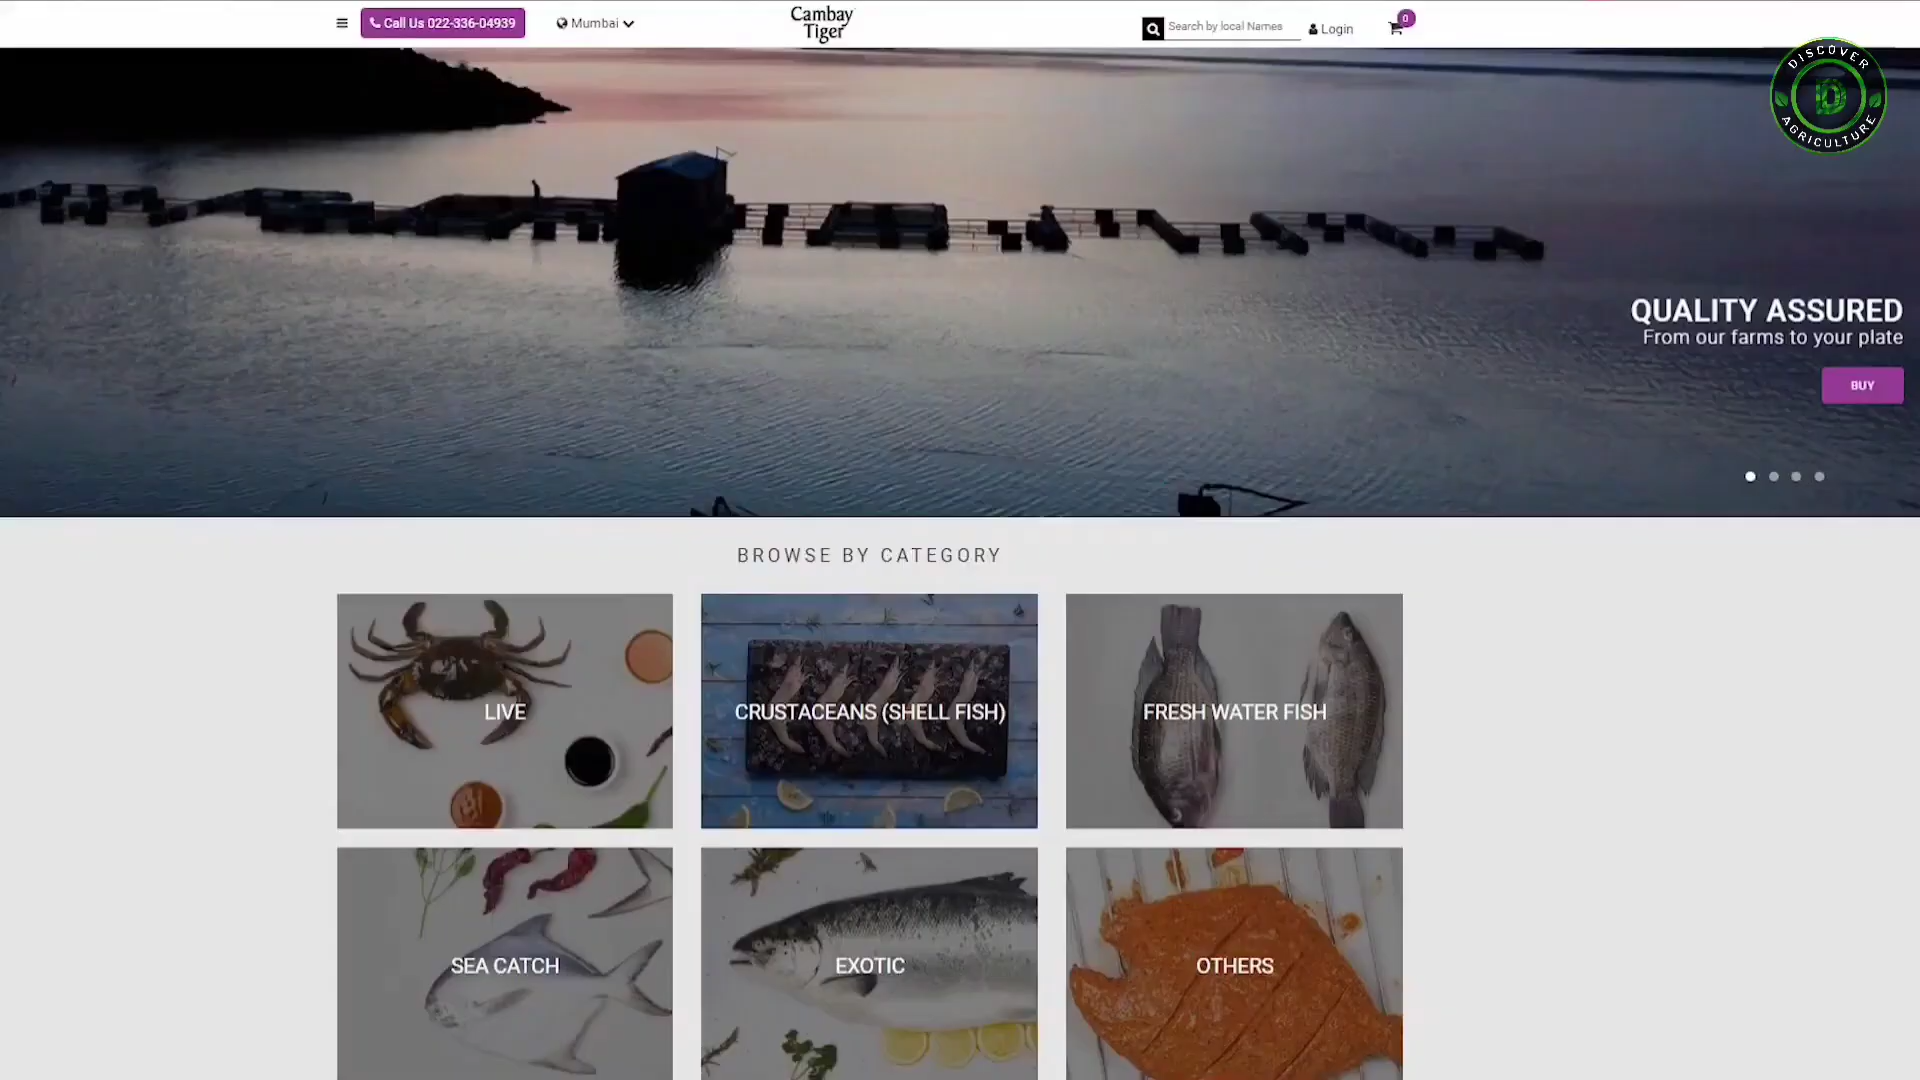 Call Us 022-336-04939
Mumbai
Cambay
Tiger
Search by local Names
Login
0
DISCOVER
D
AGRICULTURE
QUALITY ASSURED
From our farms to your plate
BUY
BROWSE BY CATEGORY
LIVE
CRUSTACEANS (SHELL FISH)
FRESH WATER FISH
SEA CATCH
EXOTIC
OTHERS